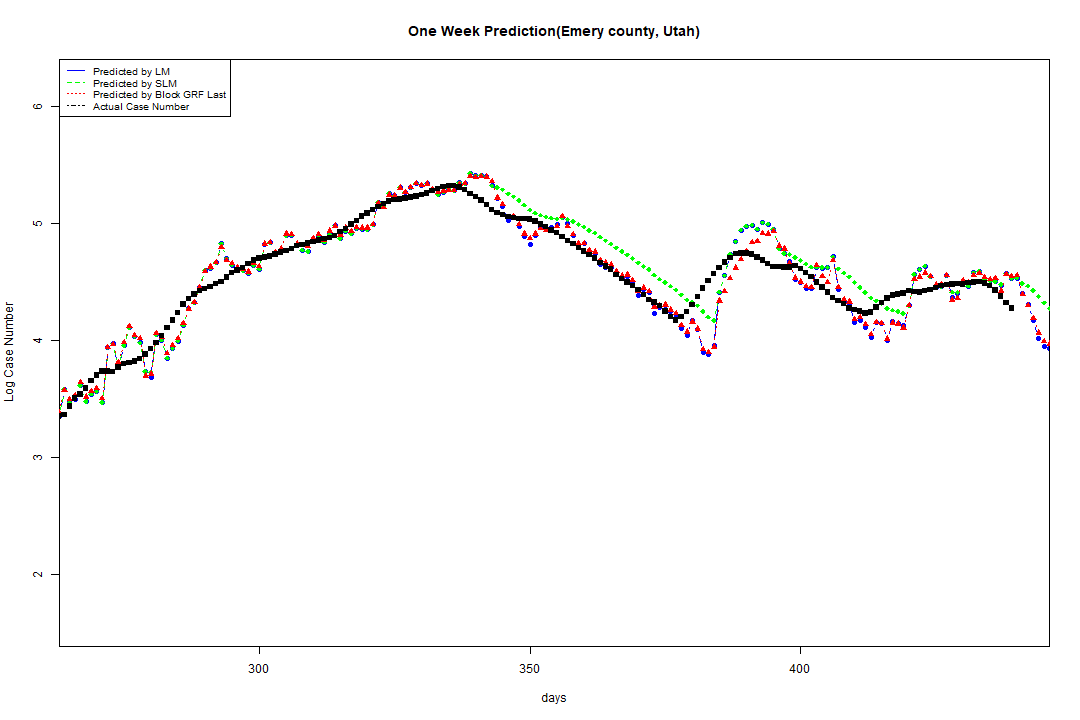 One Week Prediction(Emery county, Utah)
Predicted by LM
Predicted by SLM
Predicted by Block GRF Last
Actual Case Number
6
5
4
3
2
Log Case Number
300
350
400
days